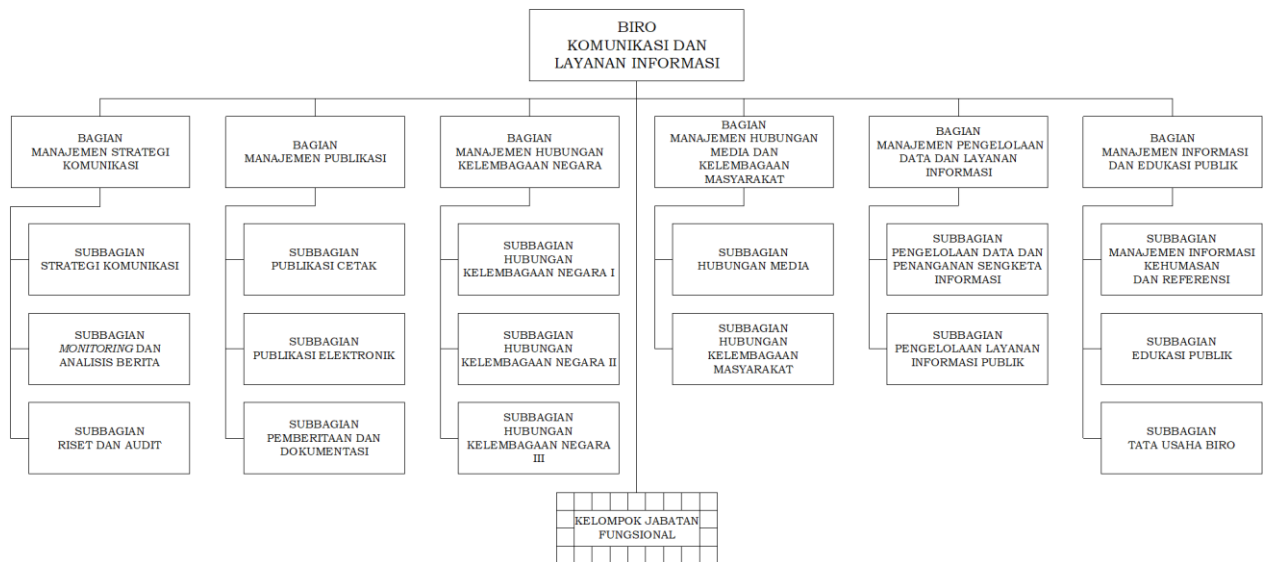 BIRO
KOMUNIKASI DAN
LAYANAN INFORMASI
BAGIAN
MANAJEMEN STRATEGI
KOMUNIKASI
BAGIAN
MANAJEMEN PUBLIKASI
BAGIAN
MANAJEMEN HUBUNGAN
KELEMBAGAAN NEGARA
BAGIAN
MANAJEMEN HUBUNGAN
MEDIA DAN
KELEMBAGAAN
MASYARAKAT
BAGIAN
MANAJEMEN PENGELOLAAN
DATA DAN LAYANAN
INFORMASI
BAGIAN
MANAJEMEN INFORMASI
DAN EDUKASI PUBLIK
SUBBAGIAN
STRATEGI KOMUNIKASI
SUBBAGIAN
PUBLIKASI CETAK
SUBBAGIAN
HUBUNGAN
KELEMBAGAAN NEGARA I
SUBBAGIAN
HUBUNGAN MEDIA
SUBBAGIAN
PENGELOLAAN DATA DAN
PENANGANAN SENGKETA
INFORMASI
SUBBAGIAN
MANAJEMEN INFORMASI
KEHUMASAN
DAN REFERENSI
SUBBAGIAN
MONITORING DAN
ANALISIS BERITA
SUBBAGIAN
PUBLIKASI ELEKTRONIK
SUBBAGIAN
HUBUNGAN
KELEMBAGAAN NEGARA II
SUBBAGIAN
HUBUNGAN
KELEMBAGAAN
MASYARAKAT
SUBBAGIAN
PENGELOLAAN LAYANAN
INFORMASI PUBLIK
SUBBAGIAN
EDUKASI PUBLIK
SUBBAGIAN
RISET DAN AUDIT
SUBBAGIAN
PEMBERITAAN DAN
DOKUMENTASI
SUBBAGIAN
HUBUNGAN
KELEMBAGAAN NEGARA
III
SUBBAGIAN
TATA USAHA BIRO
KELOMPOK JABATAN
FUNGSIONAL